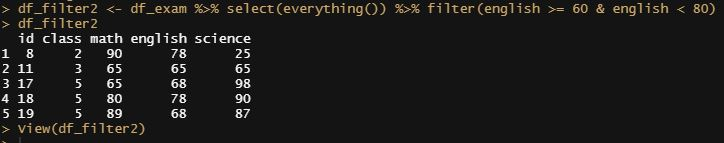 > df_filter2 <- df_exam %>% select(everything()) %>% filter(english >= 60 & english < 80)
> df_filter2
  id class math english science
1  8     2   90      78      25
2 11     3   65      65      65
3 17     5   65      68      98
4 18     5   80      78      90
5 19     5   89      68      87
> View(df_filter2)
>